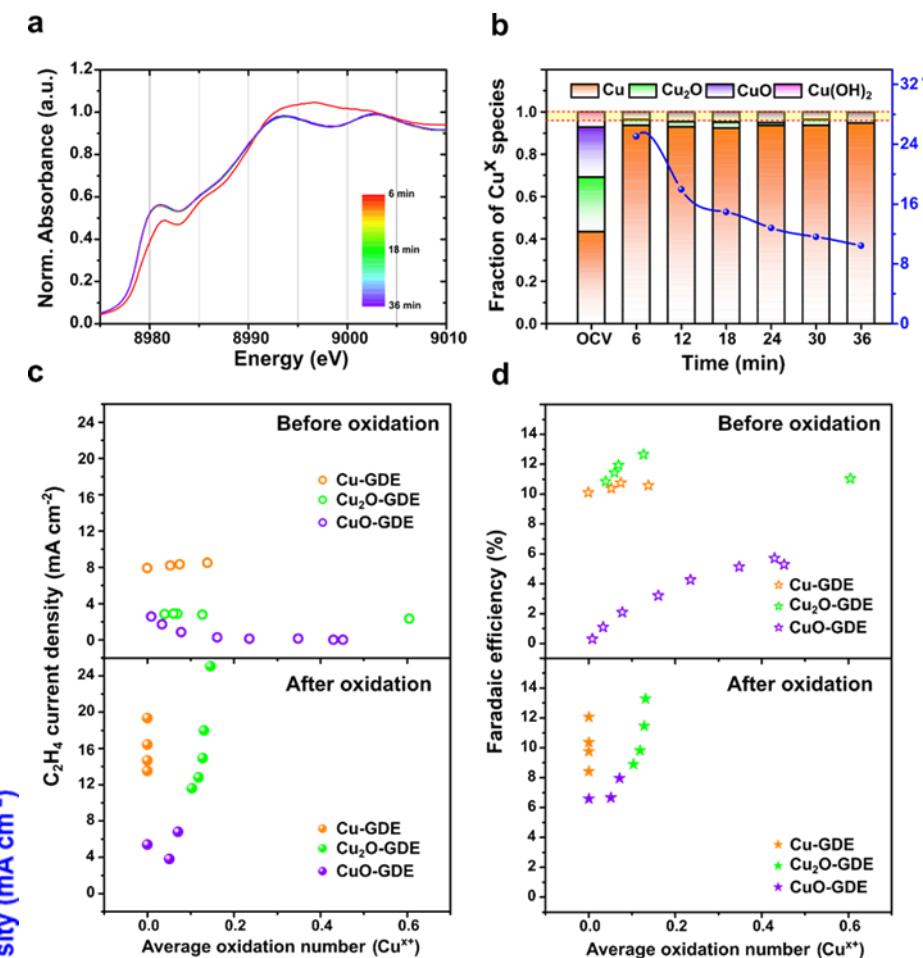 a
Norm. Absorbance (a.u.)
1.2
1.0
0.8
0.6
0.4
0.2
0.0
8980
8990
9000
9010
Energy (eV)
6 min
18 min
36 min
b
Fraction of Cuˣ species
1.2
1.0
0.8
0.6
0.4
0.2
0.0
Cu
Cu₂O
CuO
Cu(OH)₂
OCV
6
12
18
24
30
36
Time (min)
32
24
16
8
0
c
C₂H₄ current density (mA cm⁻²)
Before oxidation
Cu-GDE
Cu₂O-GDE
CuO-GDE
24
20
16
12
8
4
0
After oxidation
Cu-GDE
Cu₂O-GDE
CuO-GDE
24
20
16
12
8
4
0
0.0
0.2
0.4
0.6
Average oxidation number (Cuˣ⁺)
d
Faradaic efficiency (%)
Before oxidation
Cu-GDE
Cu₂O-GDE
CuO-GDE
14
12
10
8
6
4
2
0
After oxidation
Cu-GDE
Cu₂O-GDE
CuO-GDE
14
12
10
8
6
4
2
0
0.0
0.2
0.4
0.6
Average oxidation number (Cuˣ⁺)
sity (mA cm⁻²)